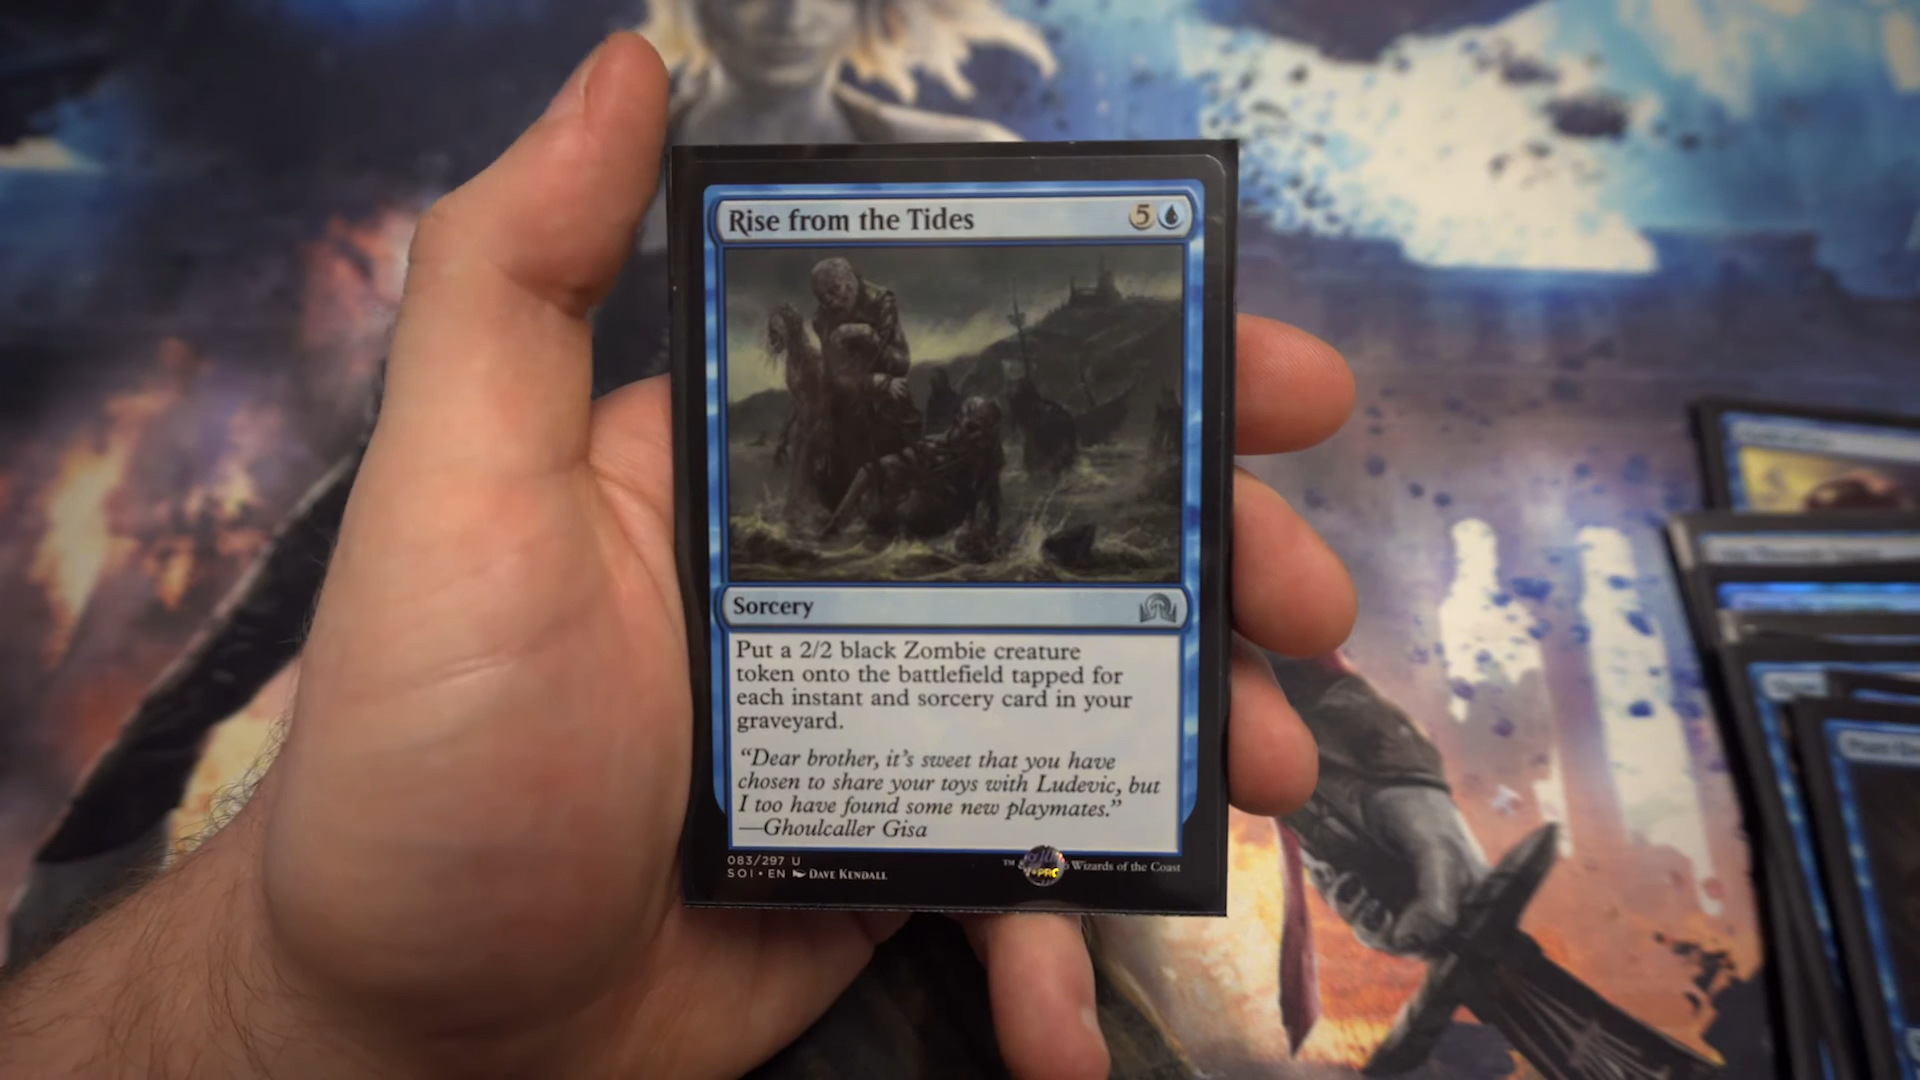 Rise from the Tides 5
Sorcery
Put a 2/2 black Zombie creature
token onto the battlefield tapped for
each instant and sorcery card in your
graveyard.
“Dear brother, it’s sweet that you have
chosen to share your toys with Ludevic, but
I too have found some new playmates.”
—Ghoulcaller Gisa
083/297 U
SOI • EN DAVE KENDALL
™ & Wizards of the Coast